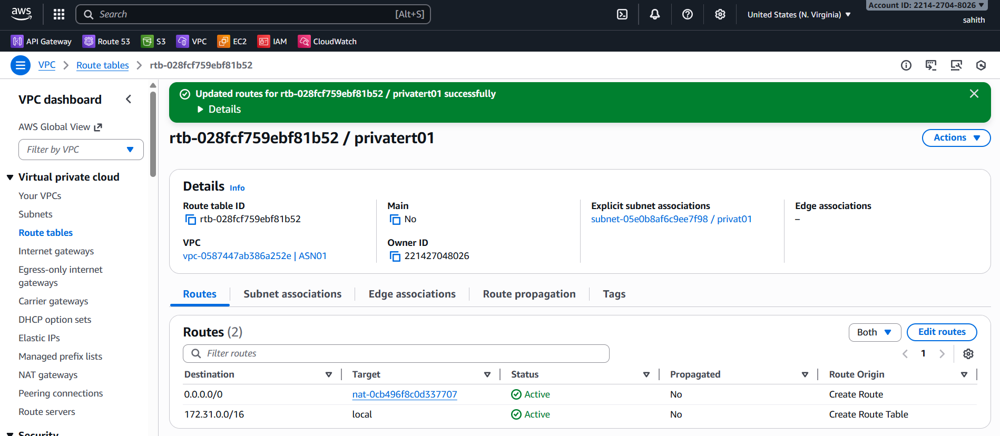 aws
Search [Alt+S]
United States (N. Virginia)
Account ID: 2214-2704-8026
sahith
API Gateway Route 53 S3 VPC EC2 IAM CloudWatch
VPC Route tables rtb-028fcf759ebf81b52
VPC dashboard
AWS Global View
Filter by VPC
Virtual private cloud
Your VPCs
Subnets
Route tables
Internet gateways
Egress-only internet
gateways
Carrier gateways
DHCP option sets
Elastic IPs
Managed prefix lists
NAT gateways
Peering connections
Route servers
Security
Updated routes for rtb-028fcf759ebf81b52 / privatert01 successfully
Details
rtb-028fcf759ebf81b52 / privatert01
Actions
Details Info
Route table ID
rtb-028fcf759ebf81b52
Main
No
Explicit subnet associations
subnet-05e0b8af6c9ee7f98 / privat01
Edge associations
–
VPC
vpc-0587447ab386a252e | ASN01
Owner ID
221427048026
Routes Subnet associations Edge associations Route propagation Tags
Routes (2)
Both
Edit routes
Filter routes
1
Destination Target Status Propagated Route Origin
0.0.0.0/0 nat-0cb496f8c0d337707 Active No Create Route
172.31.0.0/16 local Active No Create Route Table